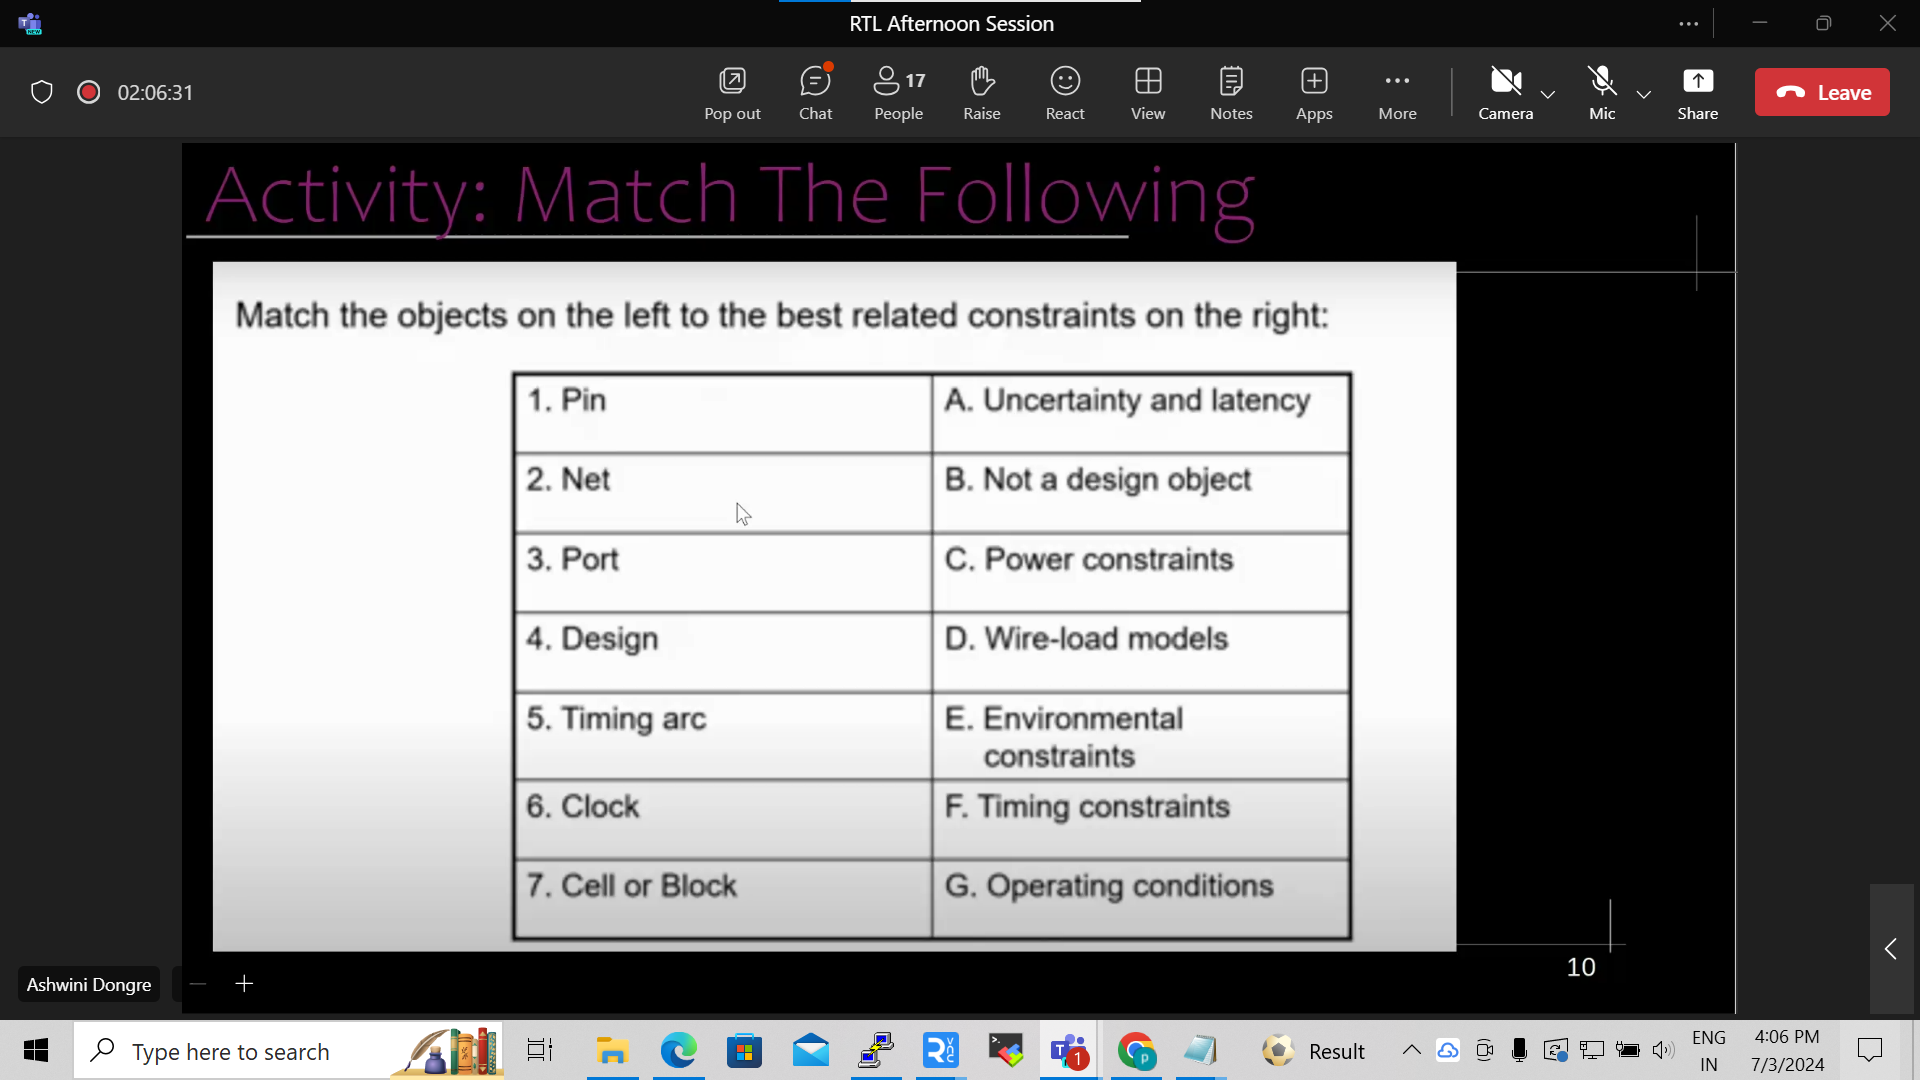 RTL Afternoon Session
02:06:31
Pop out
Chat
17
People
Raise
React
View
Notes
Apps
More
Camera
Mic
Share
Leave
Activity: Match The Following
Match the objects on the left to the best related constraints on the right:
1. Pin
A. Uncertainty and latency
2. Net
B. Not a design object
3. Port
C. Power constraints
4. Design
D. Wire-load models
5. Timing arc
E. Environmental
constraints
6. Clock
F. Timing constraints
7. Cell or Block
G. Operating conditions
10
Ashwini Dongre
Type here to search
Result
ENG
IN
4:06 PM
7/3/2024